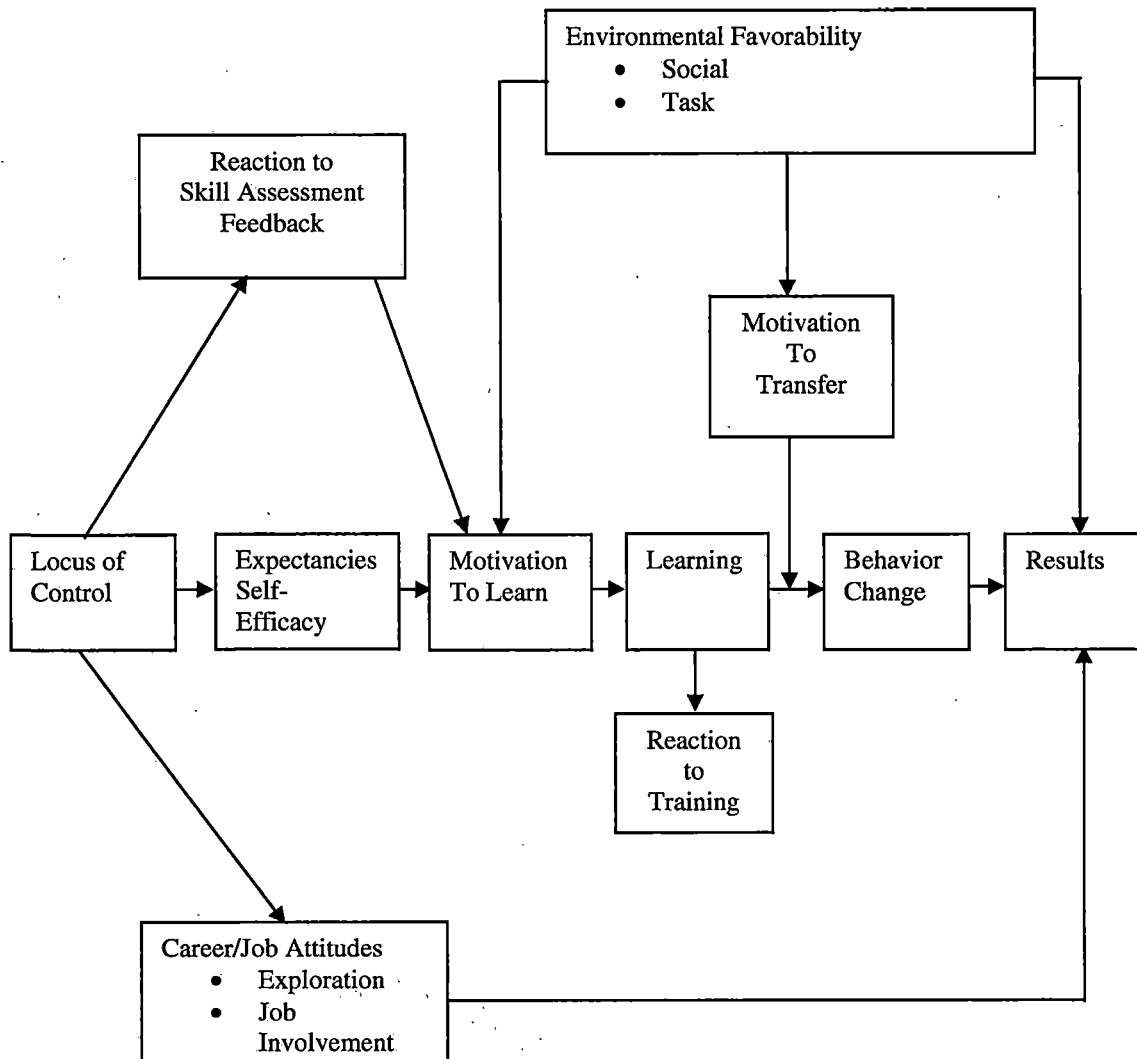 Environmental Favorability
• Social
• Task
Reaction to
Skill Assessment
Feedback
Motivation
To
Transfer
Locus of
Control
Expectancies
Self-
Efficacy
Motivation
To Learn
Learning
Behavior
Change
Results
Reaction
to
Training
Career/Job Attitudes
• Exploration
• Job
Involvement